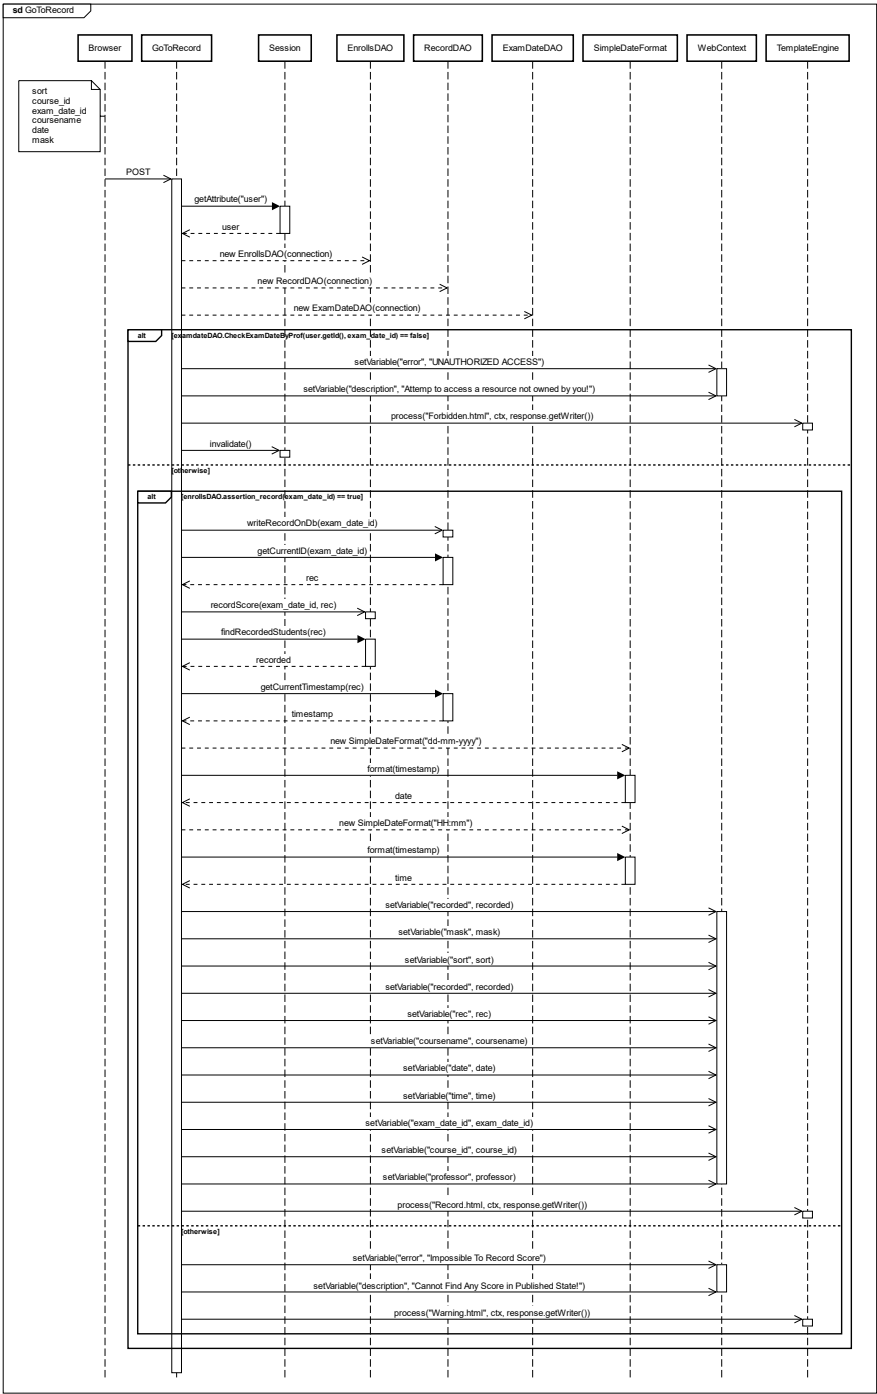 sd GoToRecord
Browser
GoToRecord
Session
EnrollsDAO
RecordDAO
ExamDateDAO
SimpleDateFormat
WebContext
TemplateEngine
sort
course_id
exam_date_id
coursename
date
mask
POST
getAttribute("user")
user
new EnrollsDAO(connection)
new RecordDAO(connection)
new ExamDateDAO(connection)
alt
[examdateDAO.CheckExamDateByProf(user.getId(), exam_date_id) == false]
setVariable("error", "UNAUTHORIZED ACCESS")
setVariable("description", "Attemp to access a resource not owned by you!")
process("Forbidden.html", ctx, response.getWriter())
invalidate()
[otherwise]
alt
[enrollsDAO.assertion_record(exam_date_id) == true]
writeRecordOnDb(exam_date_id)
getCurrentID(exam_date_id)
rec
recordScore(exam_date_id, rec)
findRecordedStudents(rec)
recorded
getCurrentTimestamp(rec)
timestamp
new SimpleDateFormat("dd-mm-yyyy")
format(timestamp)
date
new SimpleDateFormat("HH:mm")
format(timestamp)
time
setVariable("recorded", recorded)
setVariable("mask", mask)
setVariable("sort", sort)
setVariable("recorded", recorded)
setVariable("rec", rec)
setVariable("coursename", coursename)
setVariable("date", date)
setVariable("time", time)
setVariable("exam_date_id", exam_date_id)
setVariable("course_id", course_id)
setVariable("professor", professor)
process("Record.html, ctx, response.getWriter())
[otherwise]
setVariable("error", "Impossible To Record Score")
setVariable("description", "Cannot Find Any Score in Published State!")
process("Warning.html", ctx, response.getWriter())